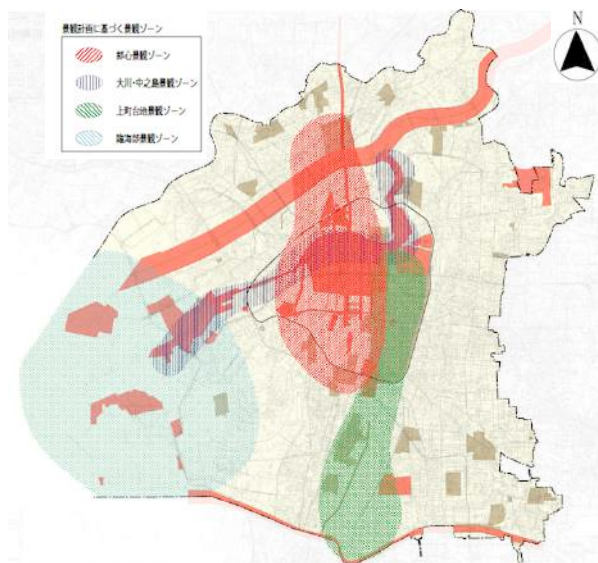 景観計画に基づく景観ゾーン
都心景観ゾーン
大川・中之島景観ゾーン
上町台地景観ゾーン
臨海部景観ゾーン
N